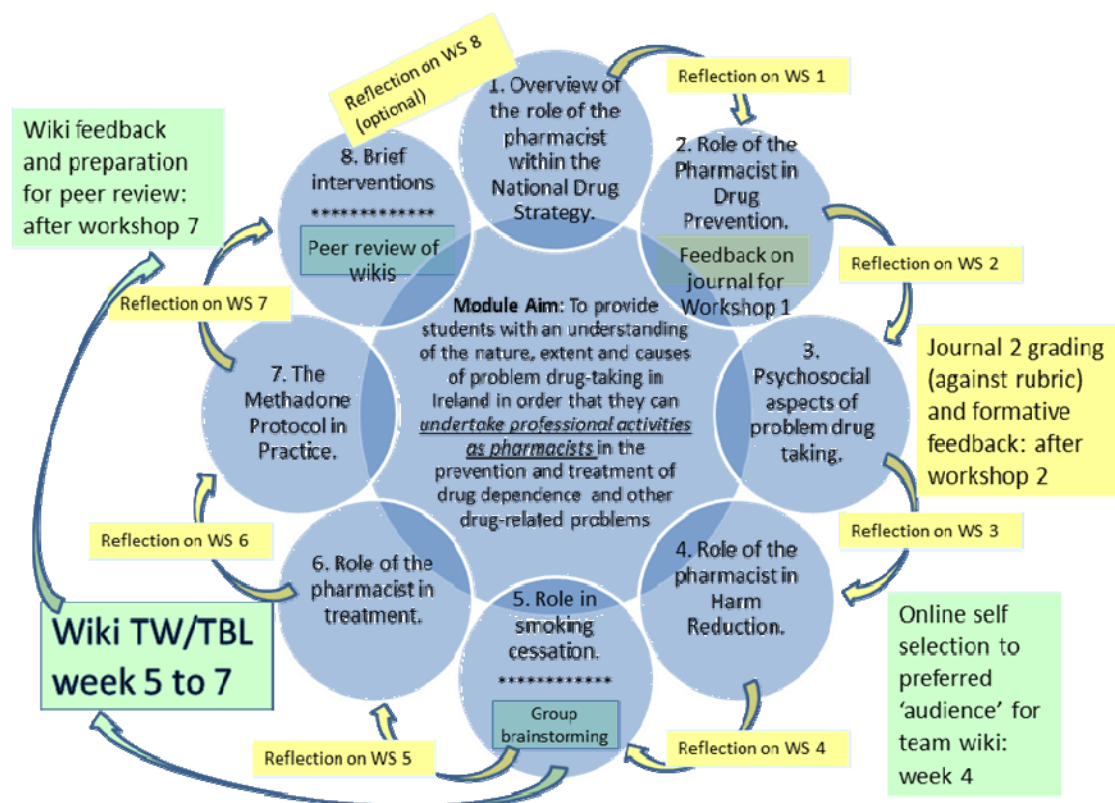 Reflection on WS 8
(optional)
1. Overview of
the role of the
pharmacist
within the
National Drug
Strategy.
Reflection on WS 1
2. Role of the
Pharmacist in
Drug
Prevention.
Feedback on
journal for
Workshop 1
Reflection on WS 2
3.
Psychosocial
aspects of
problem drug
taking.
Journal 2 grading
(against rubric)
and formative
feedback: after
workshop 2
Reflection on WS 3
4. Role of the
pharmacist in
Harm
Reduction.
Online self
selection to
preferred
‘audience’ for
team wiki:
week 4
Reflection on WS 4
5. Role in
smoking
cessation.
************
Group
brainstorming
Reflection on WS 5
6. Role of the
pharmacist in
treatment.
Reflection on WS 6
Wiki TW/TBL
week 5 to 7
7. The
Methadone
Protocol in
Practice.
Reflection on WS 7
Wiki feedback
and preparation
for peer review:
after workshop 7
8. Brief
interventions
*************
Peer review of
wikis
Module Aim: To provide
students with an understanding
of the nature, extent and causes
of problem drug-taking in
Ireland in order that they can
undertake professional activities
as pharmacists in the
prevention and treatment of
drug dependence and other
drug-related problems